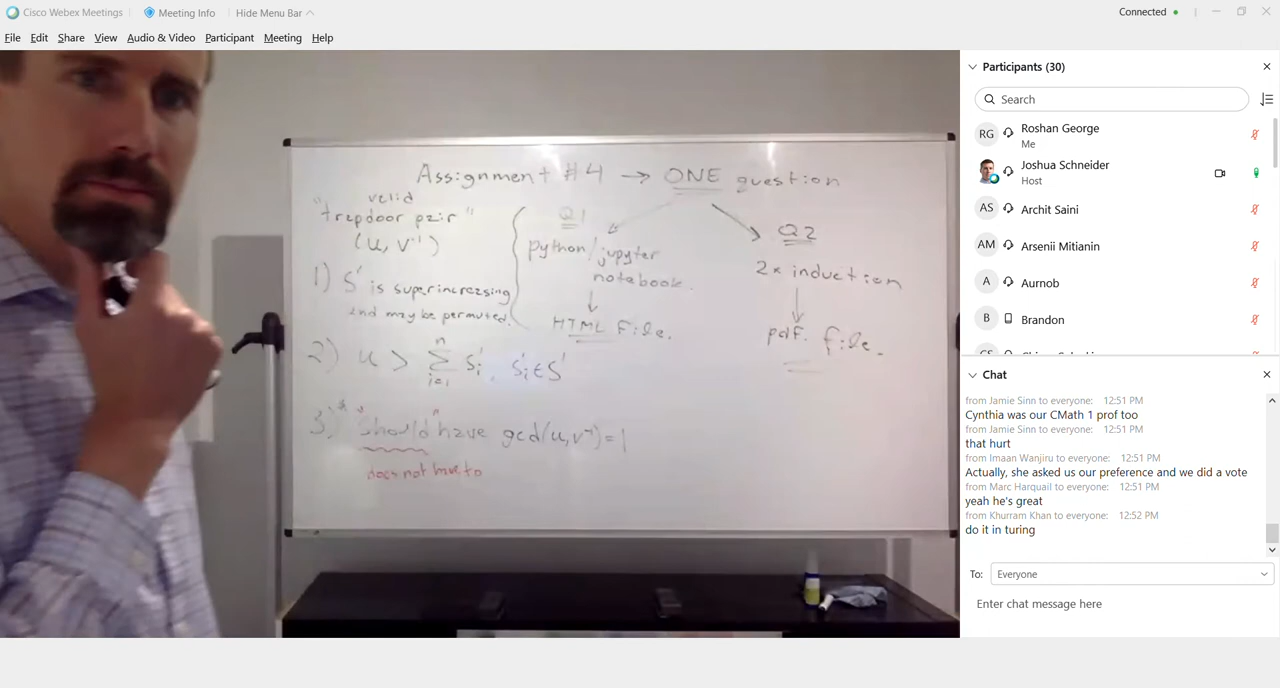 Cisco Webex Meetings
Meeting Info
Hide Menu Bar
Connected
File Edit Share View Audio & Video Participant Meeting Help
Assignment #4 → ONE question
valid
"trapdoor pair"
(u, v⁻¹)
1) S' is superincreasing
and may be permuted.
2) u > n Σ i=1 s'i , s'i ∈ S'
3)* "should" have gcd(u, v⁻¹) = 1
does not have to
Q1
python/jupyter
notebook.
↓
HTML file.
Q2
2x induction
↓
pdf. file.
Participants (30)
Search
RG Roshan George
Me
Joshua Schneider
Host
AS Archit Saini
AM Arsenii Mitianin
A Aurnob
B Brandon
Chat
from Jamie Sinn to everyone: 12:51 PM
Cynthia was our CMath 1 prof too
from Jamie Sinn to everyone: 12:51 PM
that hurt
from Imaan Wanjiru to everyone: 12:51 PM
Actually, she asked us our preference and we did a vote
from Marc Harquail to everyone: 12:51 PM
yeah he's great
from Khurram Khan to everyone: 12:52 PM
do it in turing
To: Everyone
Enter chat message here